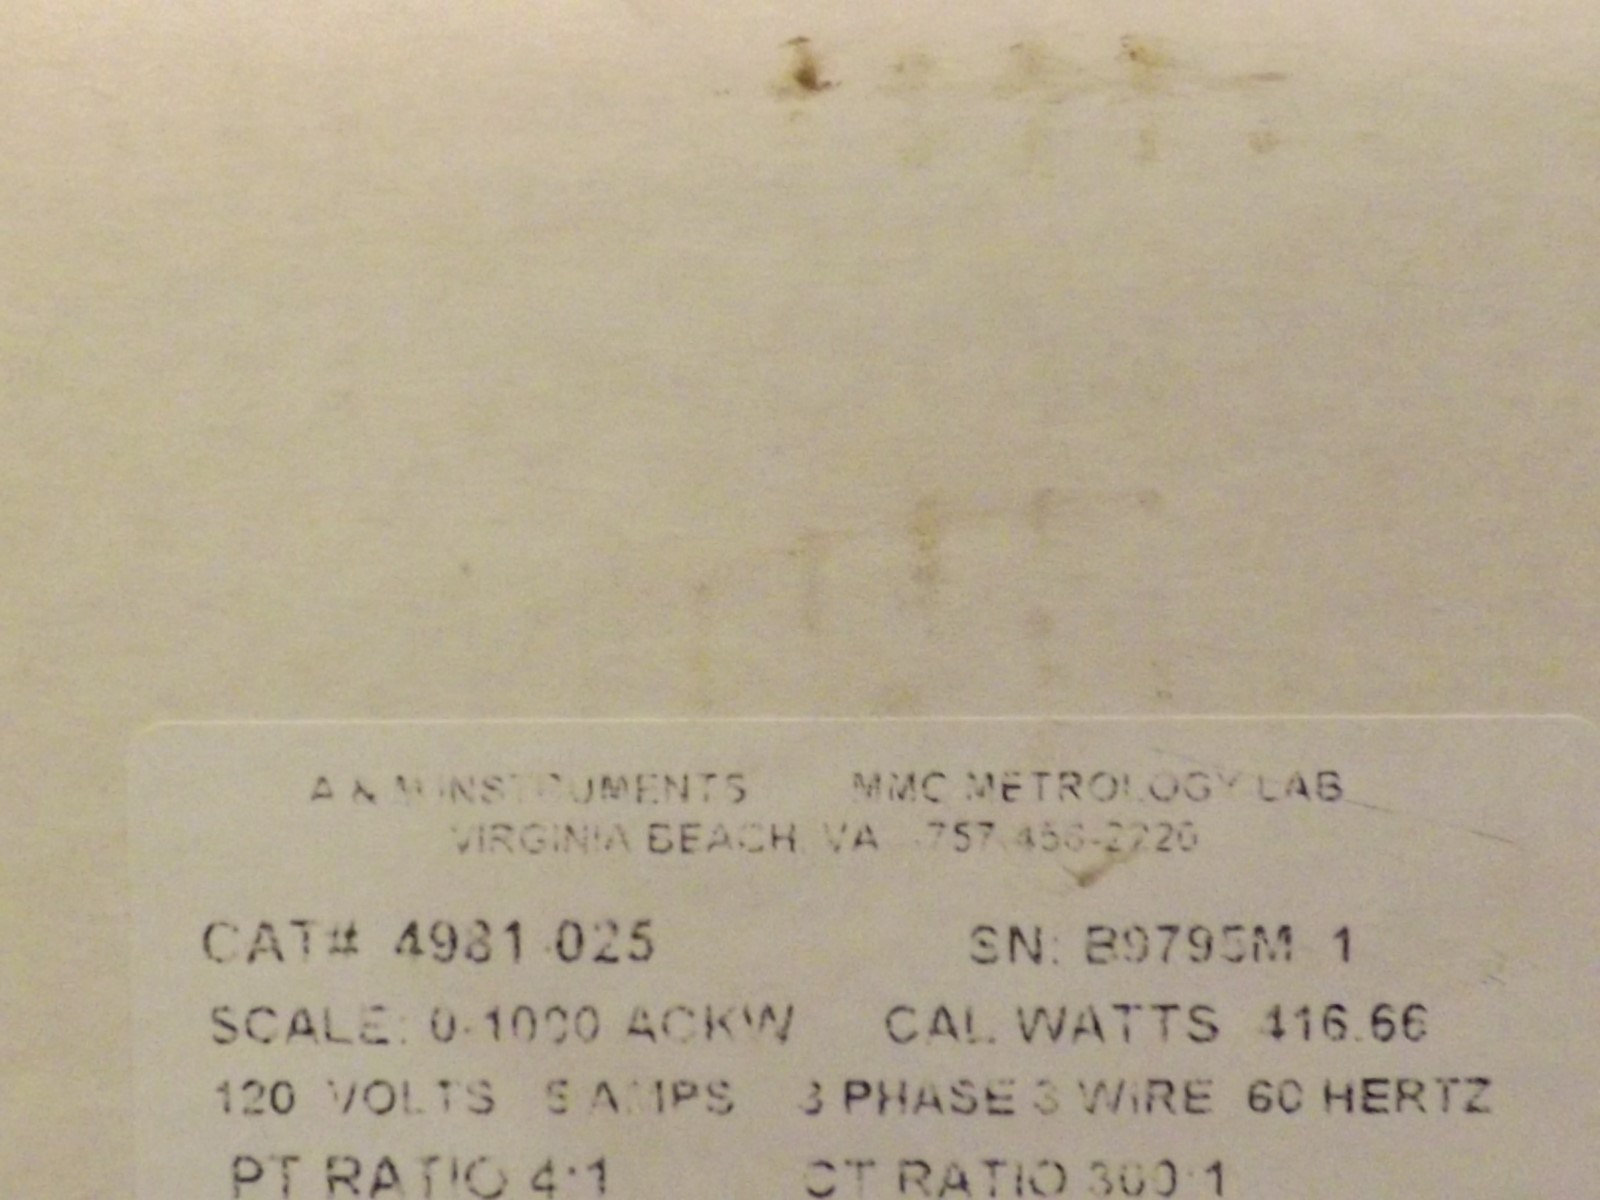 A & M INSTRUMENTS MMC METROLOGY LAB
VIRGINIA BEACH, VA 757 456-2220
CAT# 4981 025 SN: B9795M 1
SCALE: 0-1000 ACKW CAL WATTS 416.66
120 VOLTS 5 AMPS 3 PHASE 3 WIRE 60 HERTZ
PT RATIO 4:1 CT RATIO 300:1